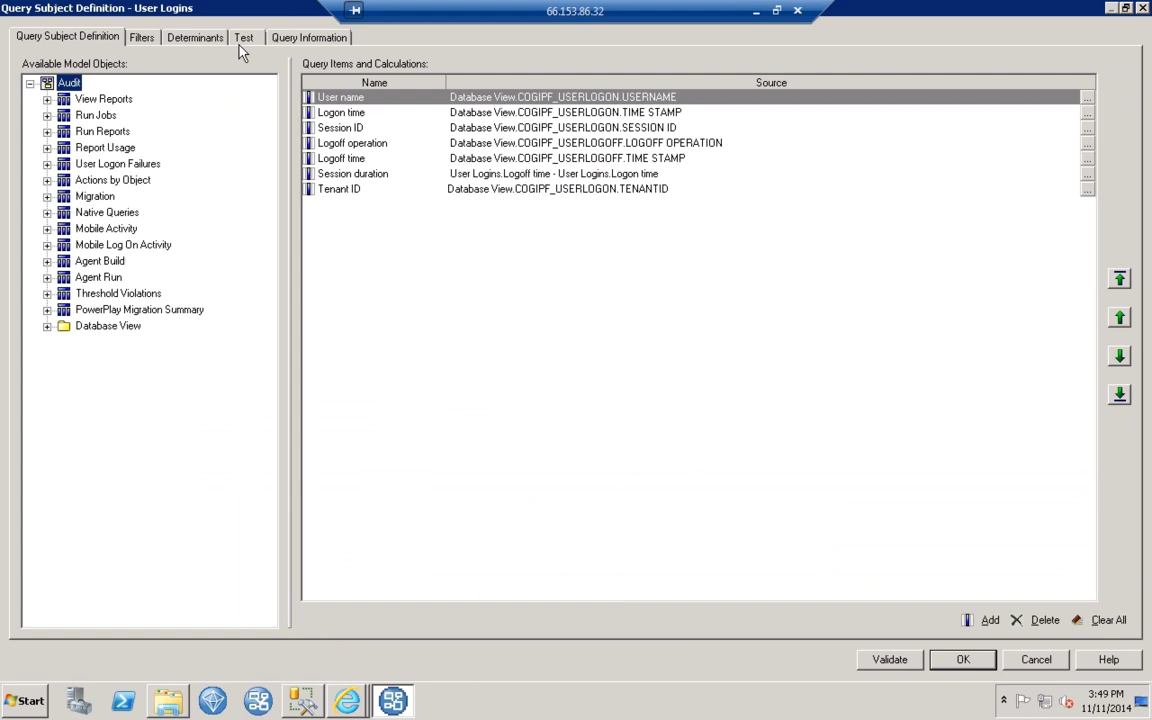 Query Subject Definition - User Logins
66.153.86.32
Query Subject Definition Filters Determinants Test Query Information
Available Model Objects:
Audit
View Reports
Run Jobs
Run Reports
Report Usage
User Logon Failures
Actions by Object
Migration
Native Queries
Mobile Activity
Mobile Log On Activity
Agent Build
Agent Run
Threshold Violations
PowerPlay Migration Summary
Database View
Query Items and Calculations:
Name Source
User name Database View.COGIPF_USERLOGON.USERNAME ...
Logon time Database View.COGIPF_USERLOGON.TIME STAMP ...
Session ID Database View.COGIPF_USERLOGON.SESSION ID ...
Logoff operation Database View.COGIPF_USERLOGOFF.LOGOFF OPERATION ...
Logoff time Database View.COGIPF_USERLOGOFF.TIME STAMP ...
Session duration User Logins.Logoff time - User Logins.Logon time ...
Tenant ID Database View.COGIPF_USERLOGON.TENANTID ...
Add Delete Clear All
Validate OK Cancel Help
Start
3:49 PM
11/11/2014